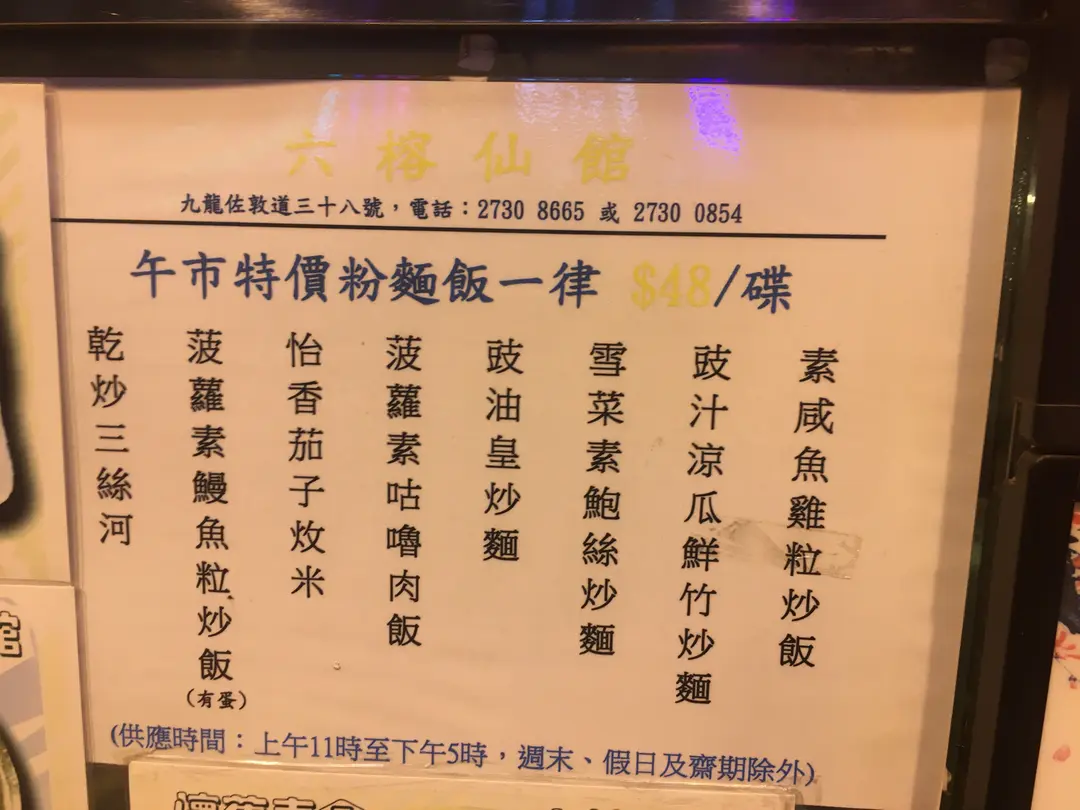 六榕仙館
九龍佐敦道三十八號，電話：2730 8665 或 2730 0854
午市特價粉麵飯一律 $48/碟
素咸魚雞粒炒飯
豉汁涼瓜鮮竹炒麵
雪菜素鮑絲炒麵
豉油皇炒麵
菠蘿素咕嚕肉飯
怡香茄子炆米
菠蘿素鰻魚粒炒飯
(有蛋)
乾炒三絲河
(供應時間：上午11時至下午5時，週末、假日及齋期除外)
館